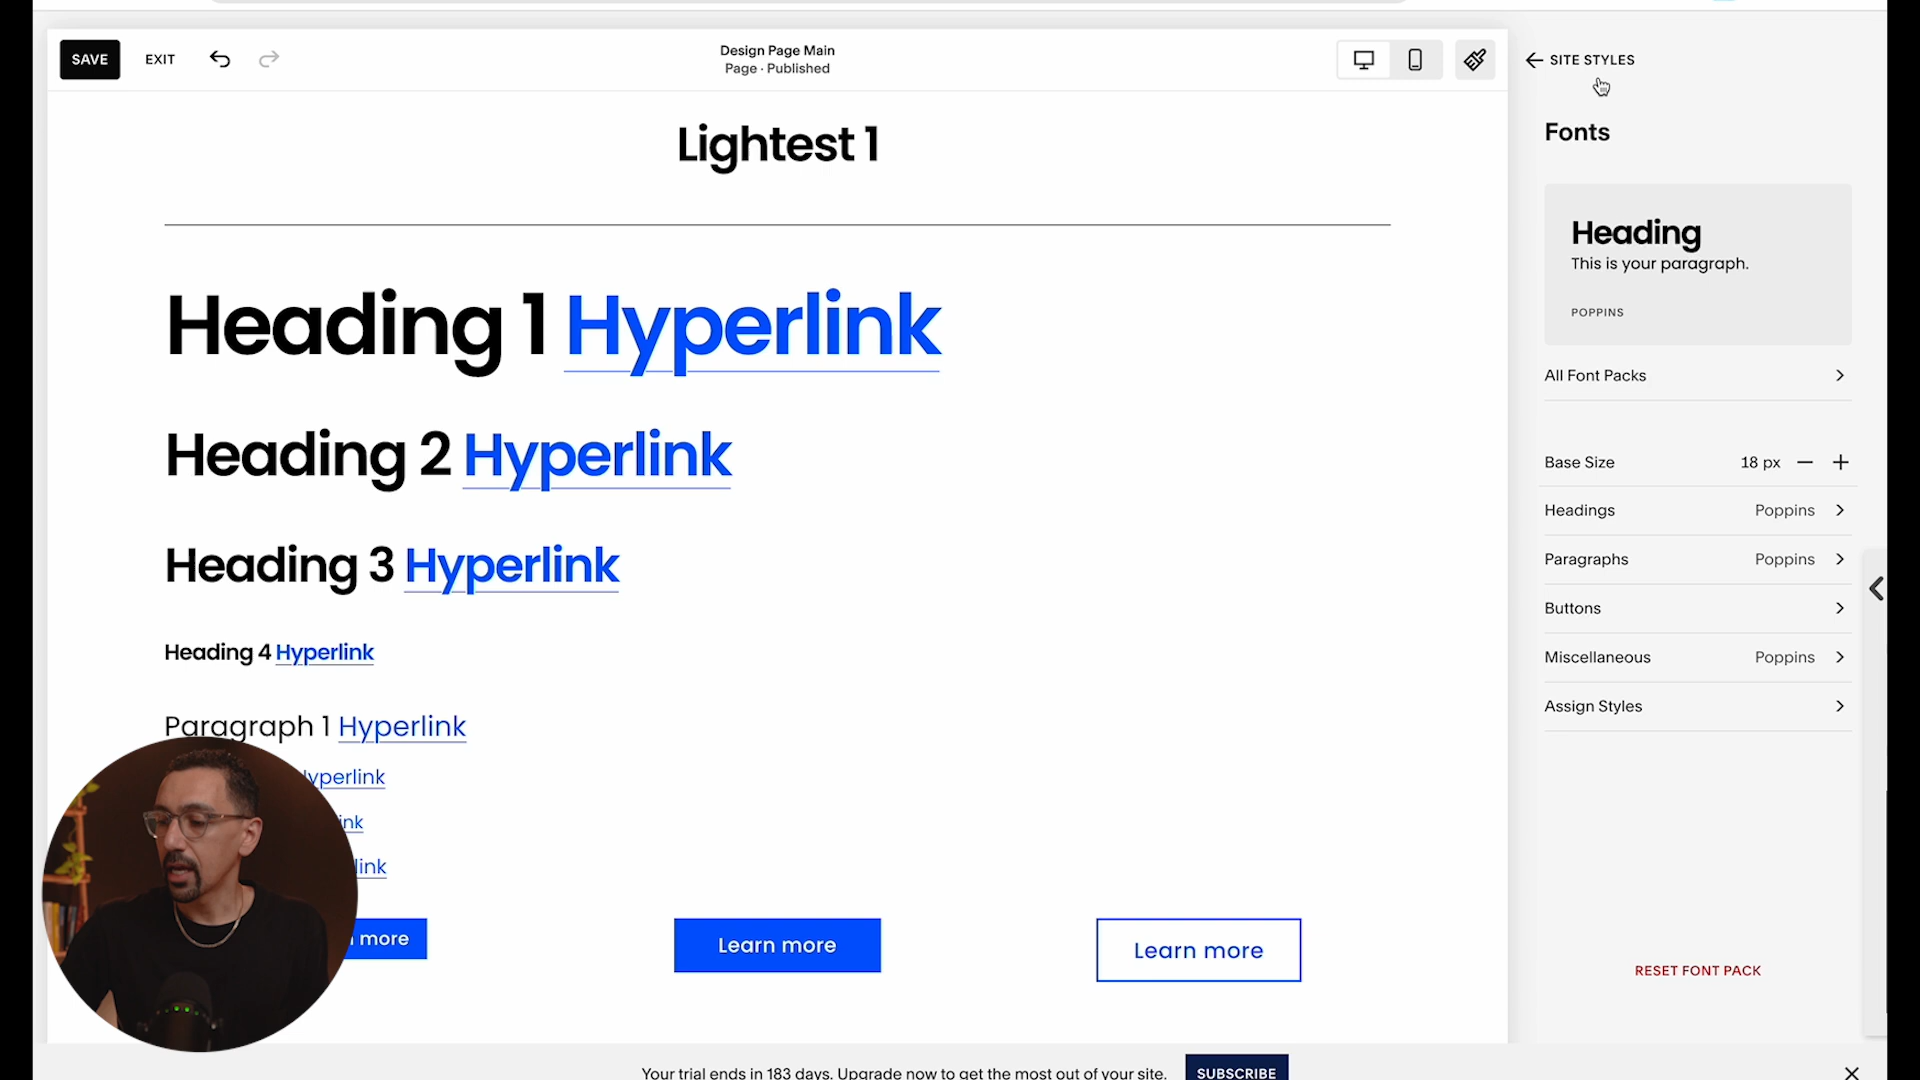 SAVE
EXIT
Design Page Main
Page · Published
SITE STYLES
Lightest 1
Heading 1 Hyperlink
Heading 2 Hyperlink
Heading 3 Hyperlink
Heading 4 Hyperlink
Paragraph 1 Hyperlink
yperlink
ink
link
more
Learn more
Learn more
Fonts
Heading
This is your paragraph.
POPPINS
All Font Packs
Base Size 18 px
Headings Poppins
Paragraphs Poppins
Buttons
Miscellaneous Poppins
Assign Styles
RESET FONT PACK
Your trial ends in 183 days. Upgrade now to get the most out of your site.
SUBSCRIBE